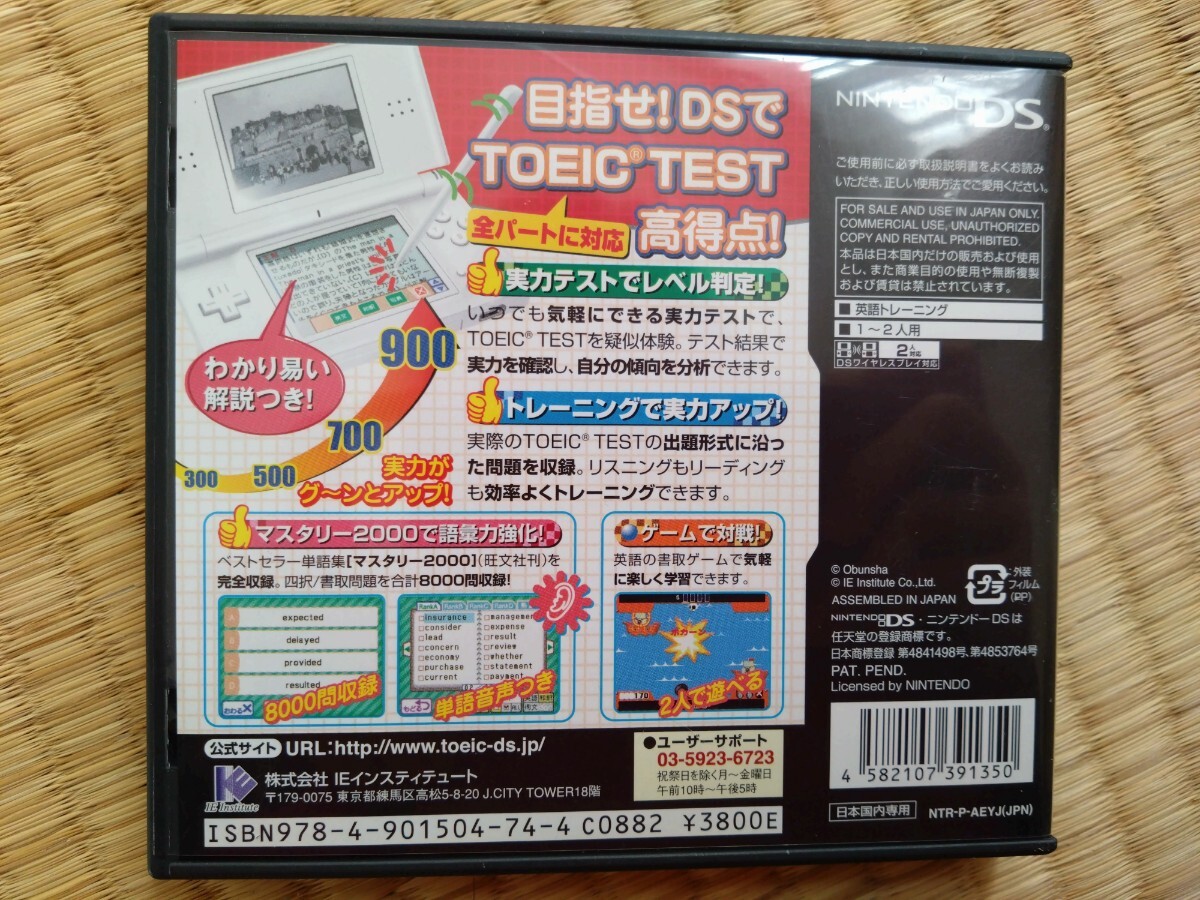 目指せ! DSで
TOEIC® TEST
全パートに対応
高得点!
実力テストでレベル判定!
いつでも気軽にできる実力テストで、
TOEIC® TESTを疑似体験。テスト結果で
実力を確認し、自分の傾向を分析できます。
トレーニングで実力アップ!
実際のTOEIC® TESTの出題形式に沿っ
た問題を収録。リスニングもリーディング
も効率よくトレーニングできます。
わかり易い
解説つき!
300
500
700
900
実力が
グ〜ンとアップ!
マスタリー2000で語彙力強化!
ベストセラー単語集[マスタリー2000](旺文社刊)を
完全収録。四択/書取問題を合計8000問収録!
A expected
B delayed
C provided
D resulted
おわる
8000問収録
RankA RankB RankC RankD
insurance
consider
lead
concern
economy
purchase
current
expense
result
review
whether
statement
payment
もどる
単語音声つき
ゲームで対戦!
英語の書取ゲームで気軽
に楽しく学習できます。
ボカーン
170
2人で遊べる
公式サイト URL:http://www.toeic-ds.jp/
IE Institute
株式会社 IEインスティテュート
〒179-0075 東京都練馬区高松5-8-20 J.CITY TOWER18階
●ユーザーサポート
03-5923-6723
祝祭日を除く月〜金曜日
午前10時〜午後5時
ISBN978-4-901504-74-4 C0882 ¥3800E
NINTENDO DS®
ご使用前に必ず取扱説明書をよくお読み
いただき、正しい使用方法でご愛用ください。
FOR SALE AND USE IN JAPAN ONLY.
COMMERCIAL USE, UNAUTHORIZED
COPY AND RENTAL PROHIBITED.
本品は日本国内だけの販売および使用
とし、また商業目的の使用や無断複製
および賃貸は禁止されています。
■ 英語トレーニング
■ 1〜2人用
2人対応
DSワイヤレスプレイ対応
© Obunsha
© IE Institute Co.,Ltd.
ASSEMBLED IN JAPAN
プラ
外装
フィルム
(PP)
NINTENDO DS・ニンテンドーDSは
任天堂の登録商標です。
日本商標登録 第4841498号、第4853764号
PAT. PEND.
Licensed by NINTENDO
4 582107 391350
日本国内専用
NTR-P-AEYJ(JPN)